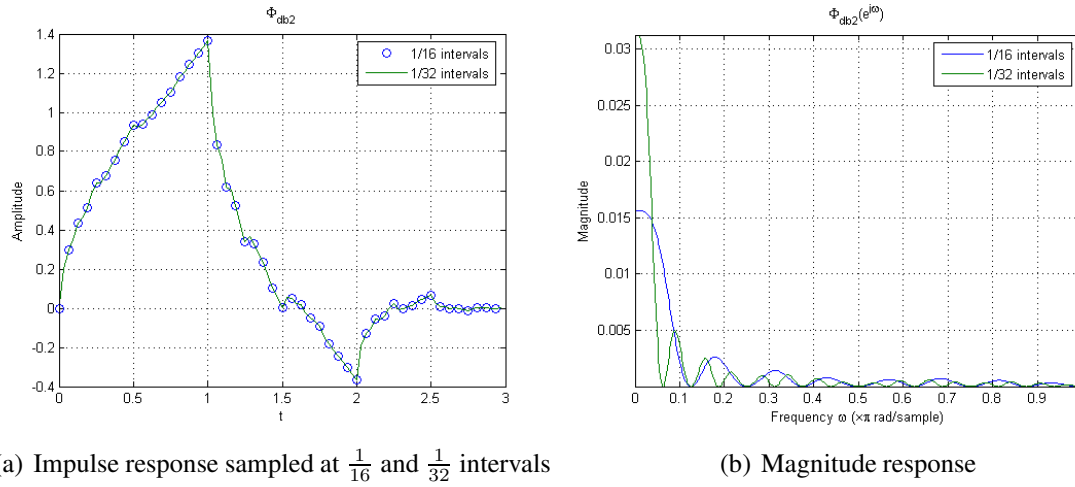 Φdb2
1.4
1.2
1
0.8
0.6
0.4
0.2
0
-0.2
-0.4
Amplitude
0
0.5
1
1.5
2
2.5
3
t
1/16 intervals
1/32 intervals
Φdb2(e^jω)
0.03
0.025
0.02
0.015
0.01
0.005
Magnitude
0
0.1
0.2
0.3
0.4
0.5
0.6
0.7
0.8
0.9
Frequency ω (×π rad/sample)
1/16 intervals
1/32 intervals
a) Impulse response sampled at 1/16 and 1/32 intervals
(b) Magnitude response